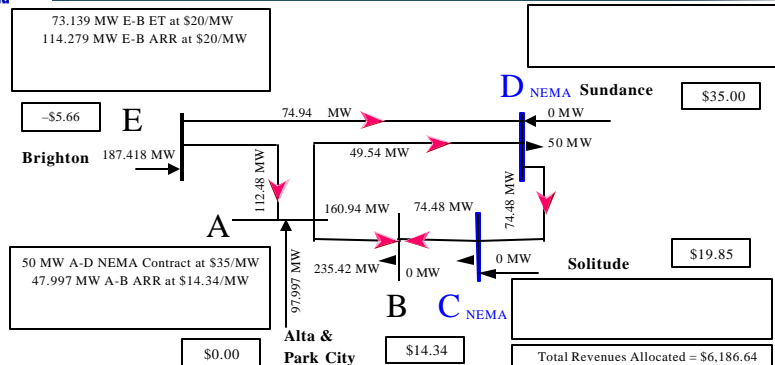 73.139 MW E-B ET at $20/MW
114.279 MW E-B ARR at $20/MW
D NEMA Sundance
$35.00
–$5.66
E
74.94 MW
0 MW
50 MW
Brighton
187.418 MW
49.54 MW
112.48 MW
74.48 MW
A
160.94 MW
74.48 MW
50 MW A-D NEMA Contract at $35/MW
47.997 MW A-B ARR at $14.34/MW
97.997 MW
235.42 MW
0 MW
0 MW
Solitude
$19.85
B
C NEMA
Alta &
Park City
$0.00
$14.34
Total Revenues Allocated = $6,186.64